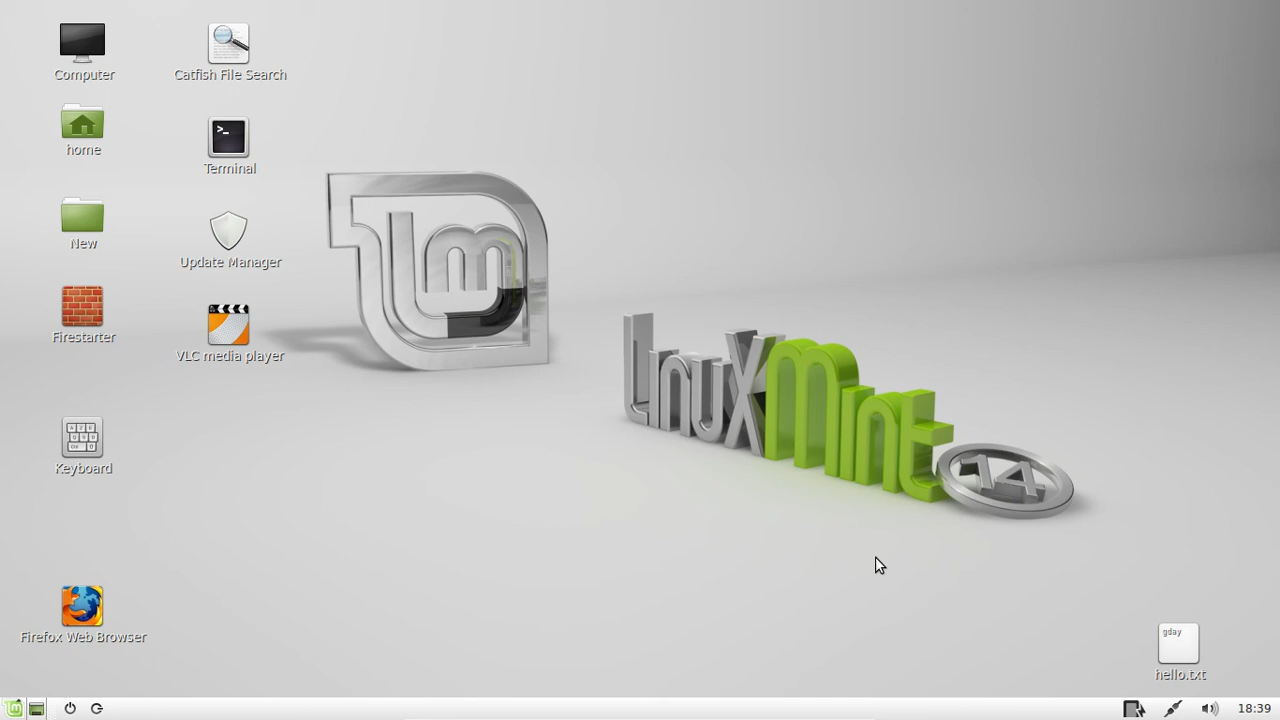 Computer
Catfish File Search
home
Terminal
New
Update Manager
Firestarter
VLC media player
Keyboard
Firefox Web Browser
LinuxMint
14
gday
hello.txt
18:39